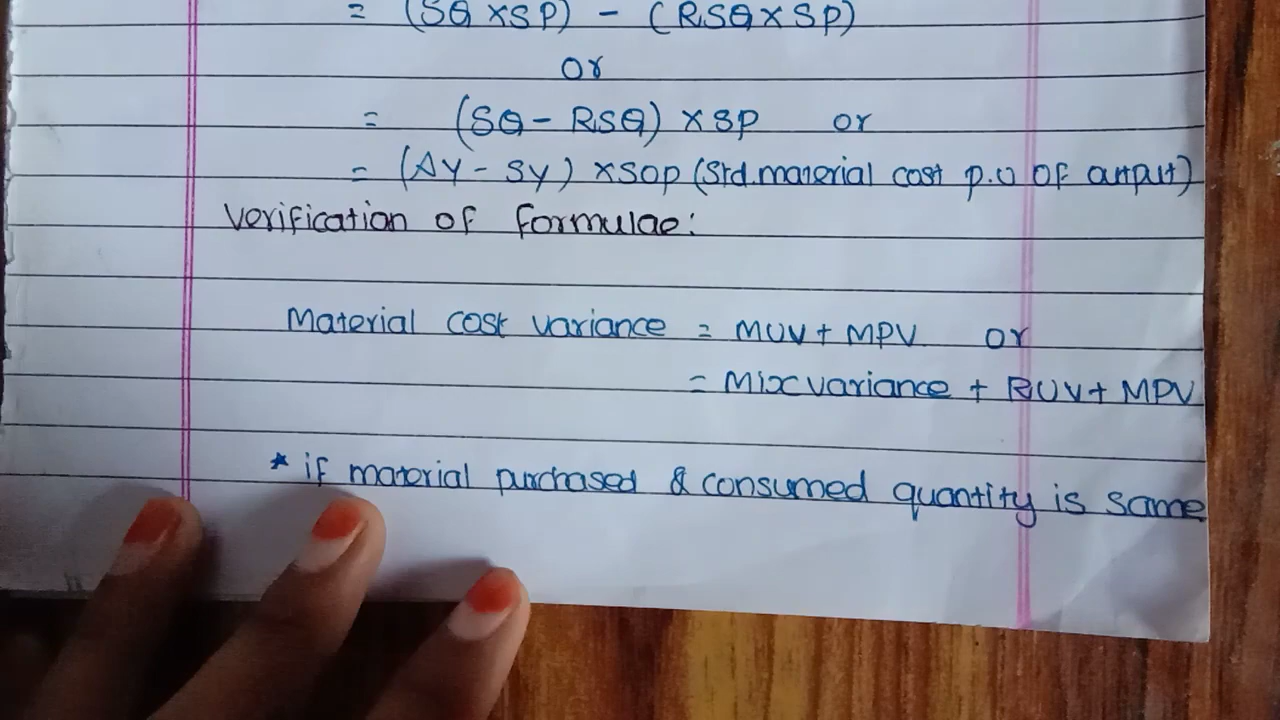 = (SQ × SP) - (RSQ × SP)
or
= (SQ - RSQ) × SP or
= (AY - SY) × SOP (Std.material cost p.U OF output)
Verification of formulae:
Material cost variance = MUV + MPV or
= Mix variance + RUV + MPV
* if material purchased & consumed quantity is same